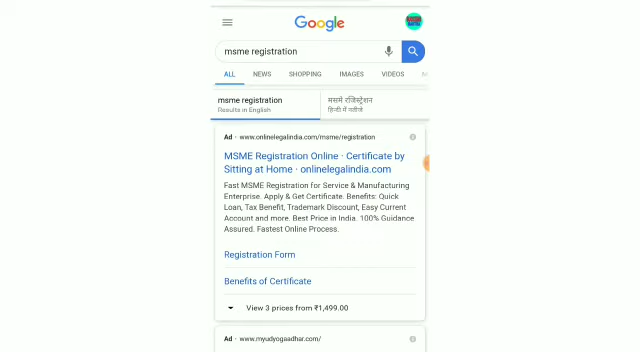 Google
msme registration
ALL NEWS SHOPPING IMAGES VIDEOS
msme registration
Results in English
मसमे रजिस्ट्रेशन
हिन्दी में नतीजे
Ad · www.onlinelegalindia.com/msme/registration
MSME Registration Online · Certificate by
Sitting at Home · onlinelegalindia.com
Fast MSME Registration for Service & Manufacturing
Enterprise. Apply & Get Certificate. Benefits: Quick
Loan, Tax Benefit, Trademark Discount, Easy Current
Account and more. Best Price in India. 100% Guidance
Assured. Fastest Online Process.
Registration Form
Benefits of Certificate
View 3 prices from ₹1,499.00
Ad · www.myudyogaadhar.com/